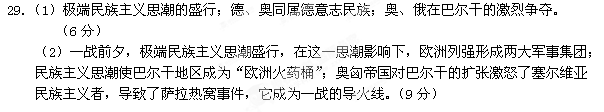 29. (1) 极端民族主义思潮的盛行；德、奥同属德意志民族；奥、俄在巴尔干的激烈争夺。
(6 分)
(2) 一战前夕，极端民族主义思潮盛行，在这一思潮影响下，欧洲列强形成两大军事集团；
民族主义思潮使巴尔干地区成为“欧洲火药桶”；奥匈帝国对巴尔干的扩张激怒了塞尔维亚
民族主义者，导致了萨拉热窝事件，它成为一战的导火线。(9 分)